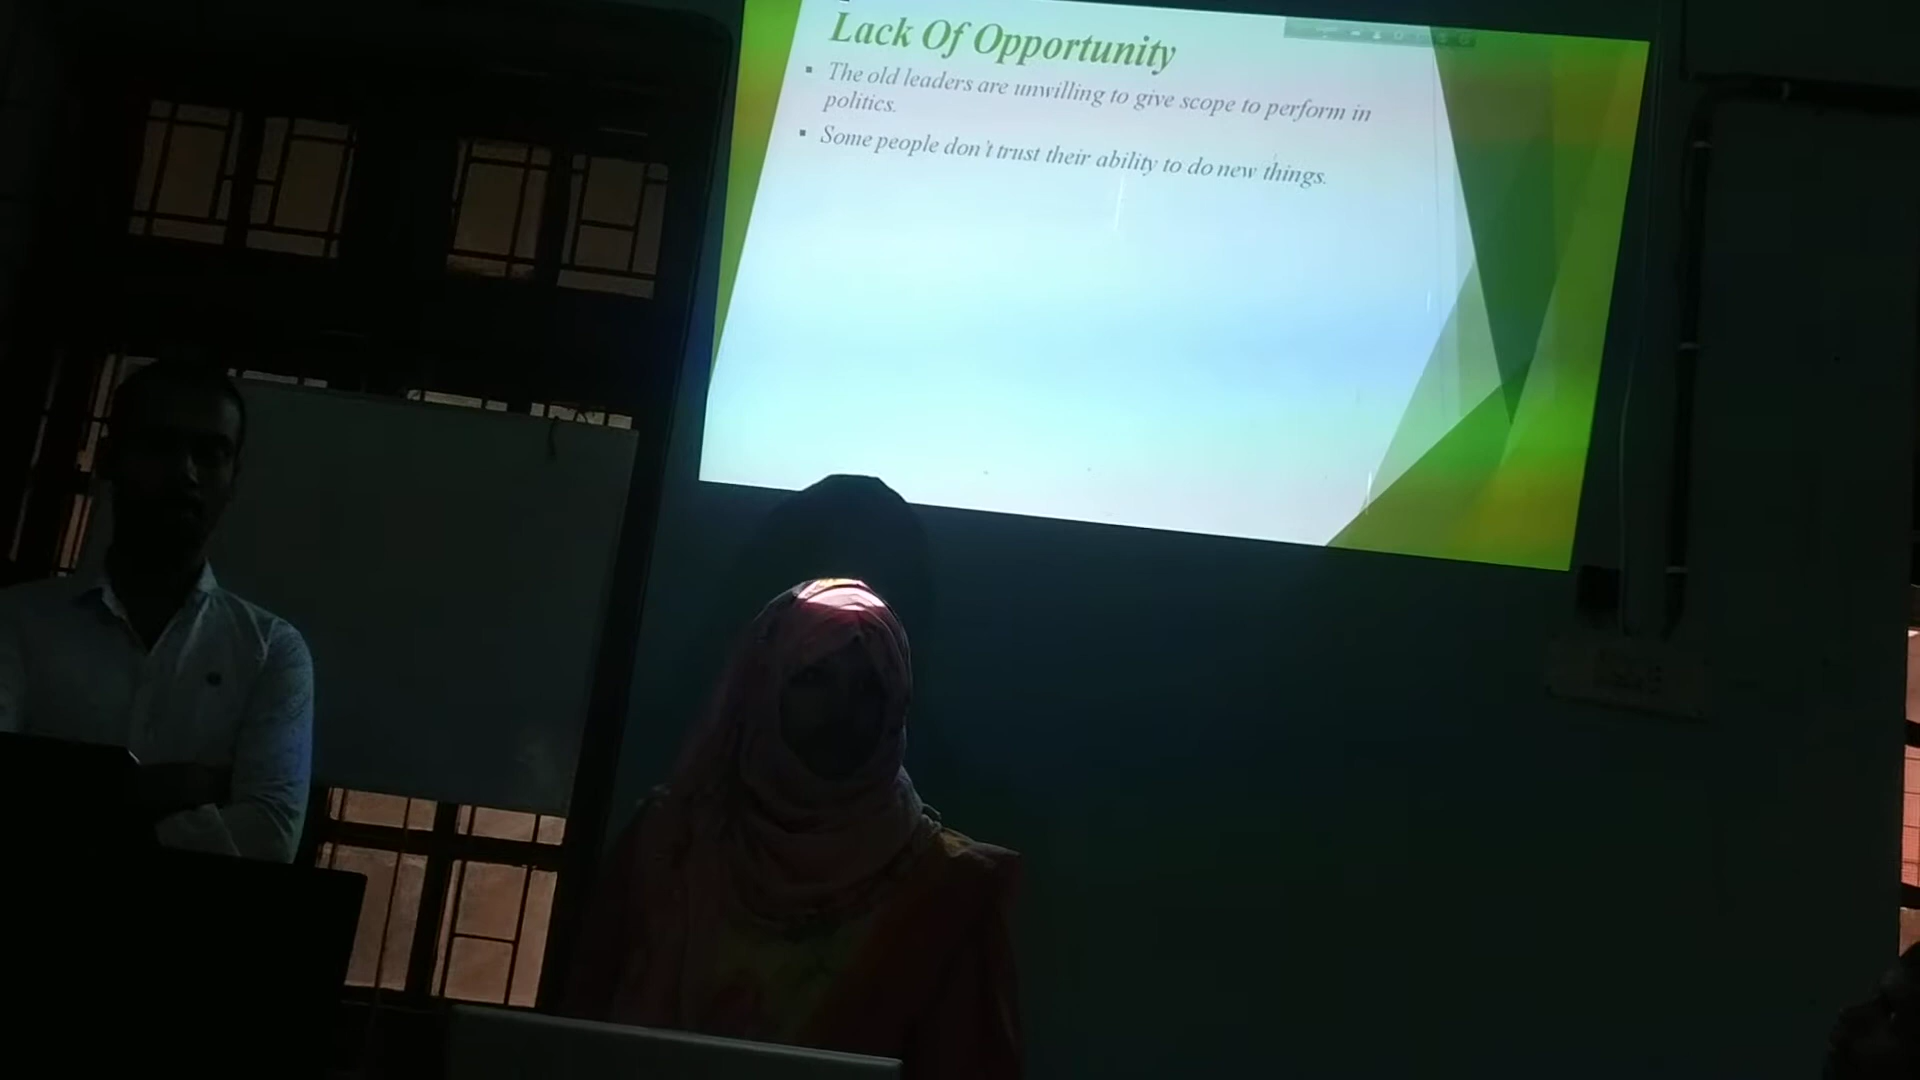 Lack Of Opportunity
The old leaders are unwilling to give scope to perform in
politics.
Some people don't trust their ability to do new things.